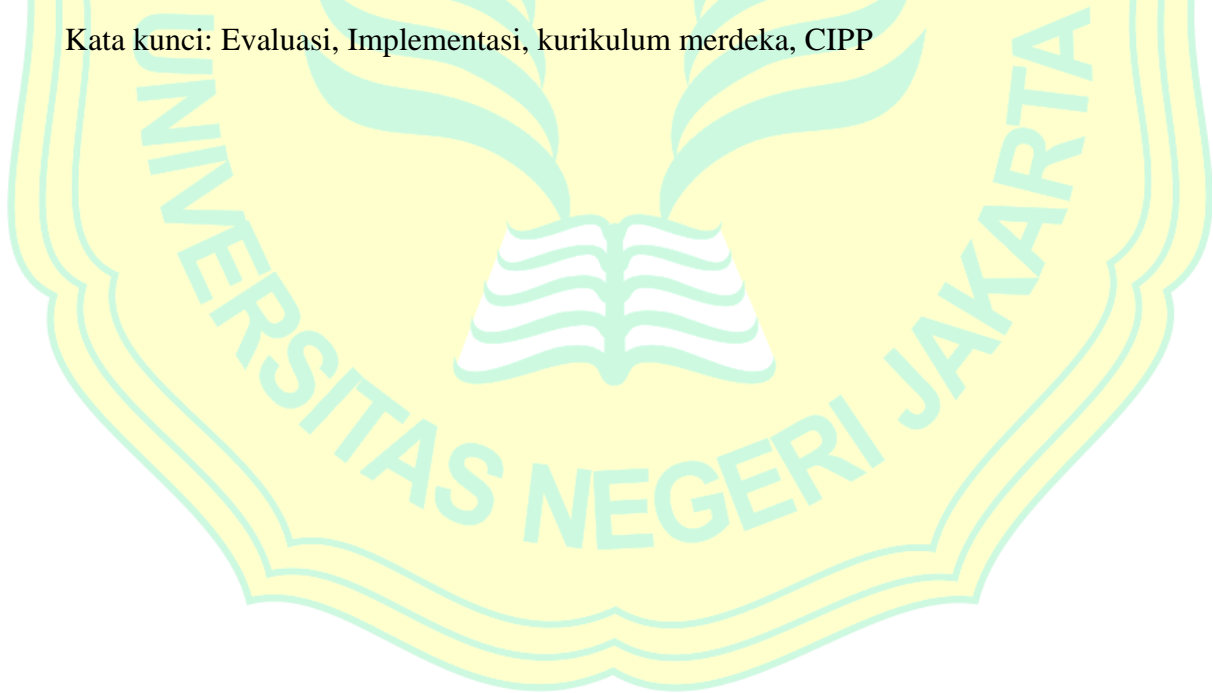 Kata kunci: Evaluasi, Implementasi, kurikulum merdeka, CIPP
UNIVERSITAS NEGERI JAKARTA